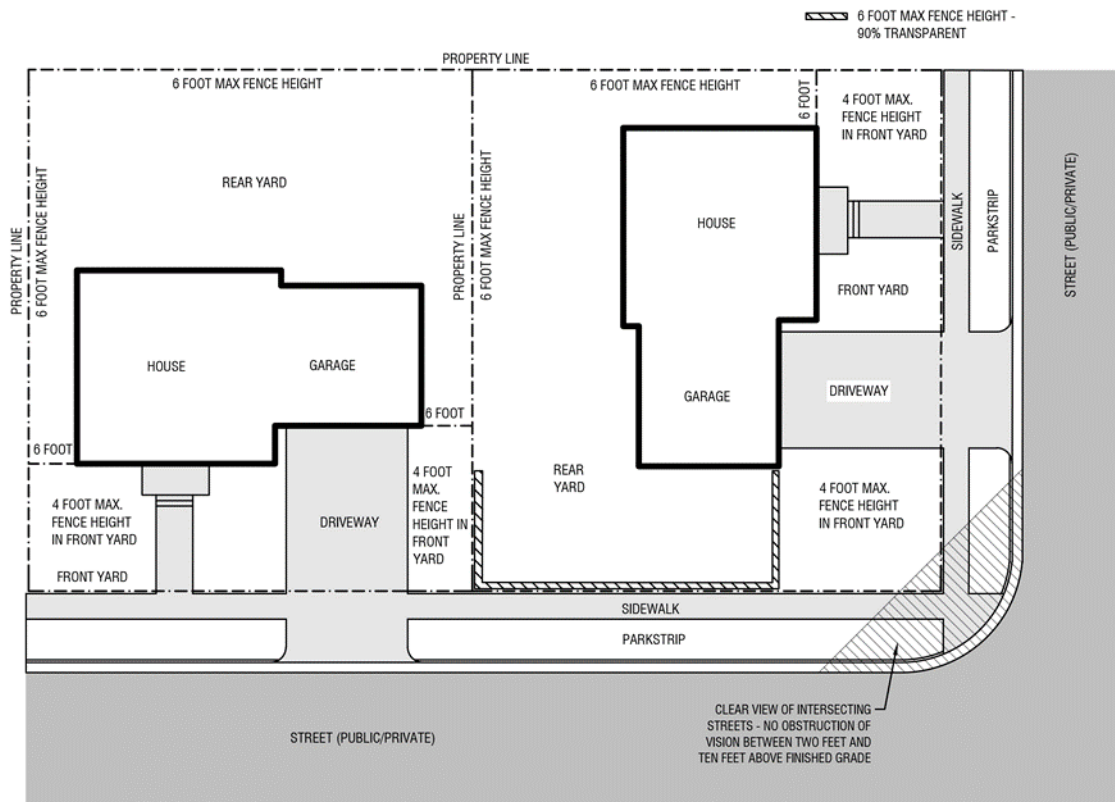 6 FOOT MAX FENCE HEIGHT -
90% TRANSPARENT
PROPERTY LINE
6 FOOT MAX FENCE HEIGHT
6 FOOT MAX FENCE HEIGHT
6 FOOT
4 FOOT MAX.
FENCE HEIGHT
IN FRONT YARD
PROPERTY LINE
6 FOOT MAX FENCE HEIGHT
REAR YARD
PROPERTY LINE
6 FOOT MAX FENCE HEIGHT
HOUSE
SIDEWALK
PARKSTRIP
STREET (PUBLIC/PRIVATE)
FRONT YARD
HOUSE
GARAGE
GARAGE
DRIVEWAY
6 FOOT
6 FOOT
4 FOOT MAX.
FENCE HEIGHT
IN FRONT YARD
FRONT YARD
DRIVEWAY
4 FOOT
MAX.
FENCE
HEIGHT IN
FRONT
YARD
REAR
YARD
4 FOOT MAX.
FENCE HEIGHT
IN FRONT YARD
SIDEWALK
PARKSTRIP
CLEAR VIEW OF INTERSECTING
STREETS - NO OBSTRUCTION OF
VISION BETWEEN TWO FEET AND
TEN FEET ABOVE FINISHED GRADE
STREET (PUBLIC/PRIVATE)